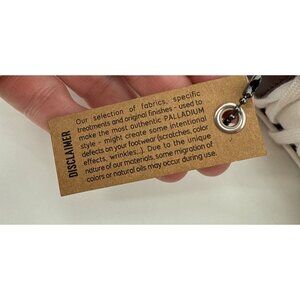 DISCLAIMER
Our selection of fabrics, specific
treatments and original finishes - used to
make the most authentic PALLADIUM
style - might create some intentional
defects on your footwear (scratches, color
effects, wrinkles...). Due to the unique
nature of our materials, some migration of
colors or natural oils may occur during use.